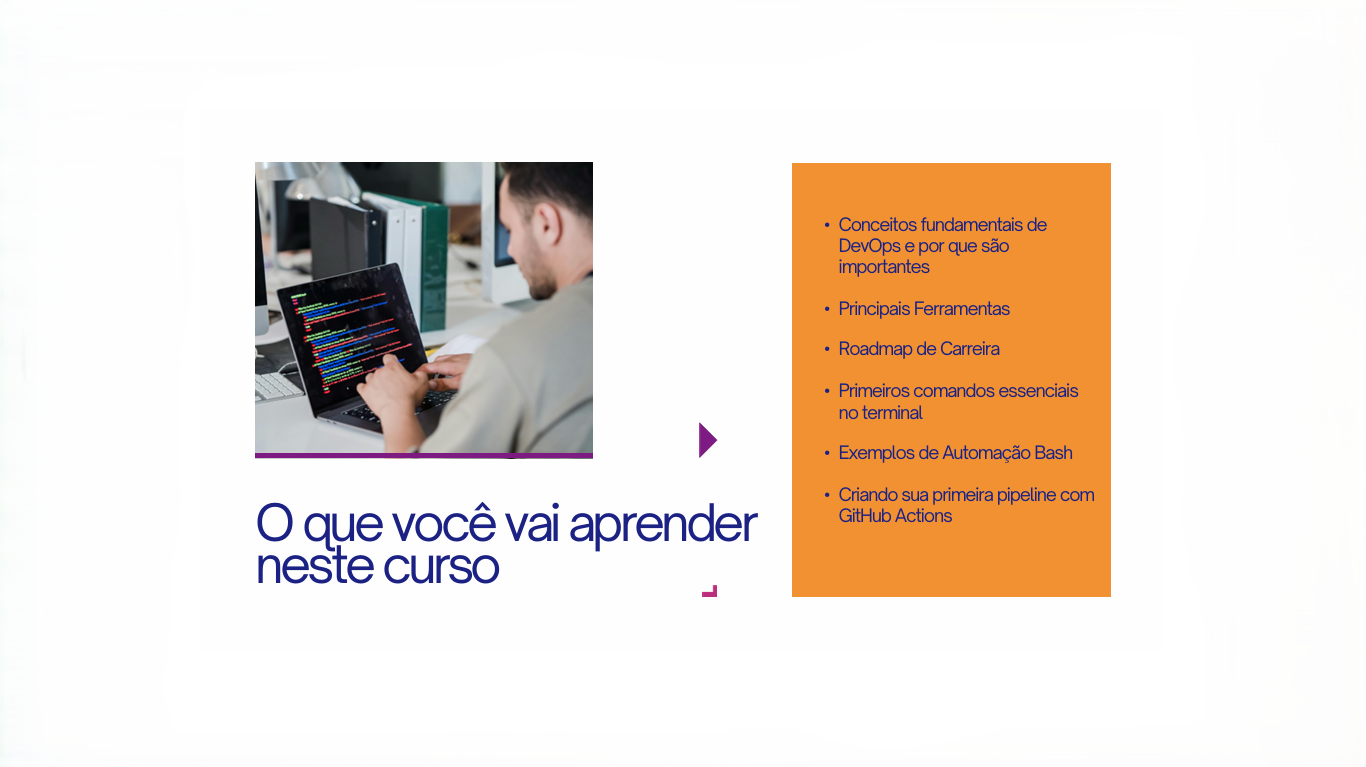 O que você vai aprender
neste curso
• Conceitos fundamentais de
DevOps e por que são
importantes
• Principais Ferramentas
• Roadmap de Carreira
• Primeiros comandos essenciais
no terminal
• Exemplos de Automação Bash
• Criando sua primeira pipeline com
GitHub Actions